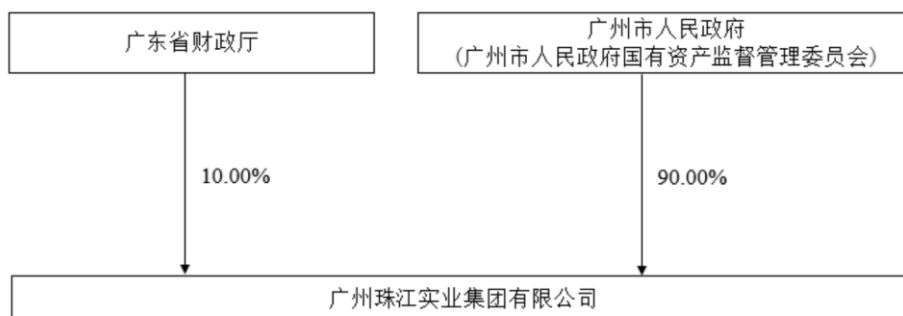 广东省财政厅
广州市人民政府
(广州市人民政府国有资产监督管理委员会)
10.00%
90.00%
广州珠江实业集团有限公司